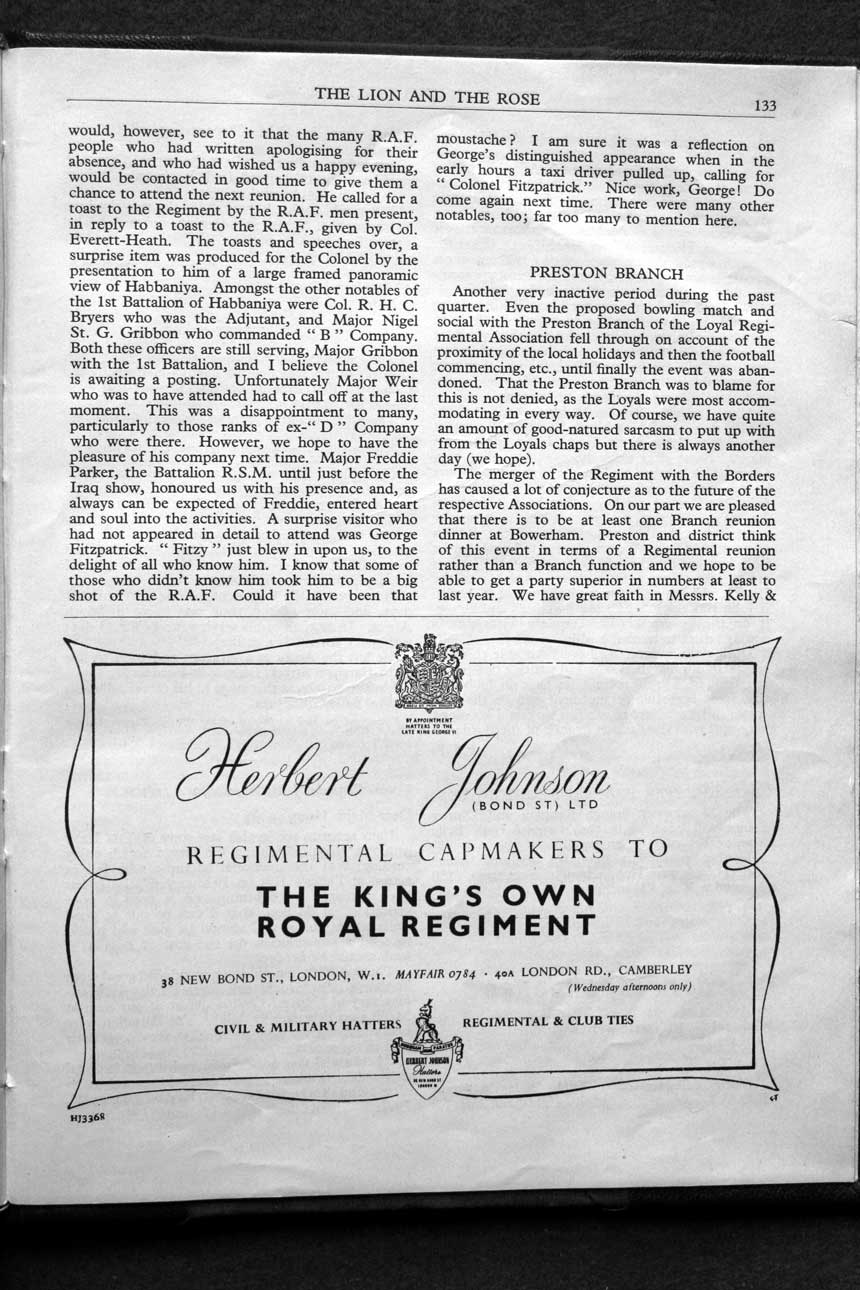 THE LION AND THE ROSE
133
would, however, see to it that the many R.A.F.
people who had written apologising for their
absence, and who had wished us a happy evening,
would be contacted in good time to give them a
chance to attend the next reunion. He called for a
toast to the Regiment by the R.A.F. men present,
in reply to a toast to the R.A.F., given by Col.
Everett-Heath. The toasts and speeches over, a
surprise item was produced for the Colonel by the
presentation to him of a large framed panoramic
view of Habbaniya. Amongst the other notables of
the 1st Battalion of Habbaniya were Col. R. H. C.
Bryers who was the Adjutant, and Major Nigel
St. G. Gribbon who commanded “ B ” Company.
Both these officers are still serving, Major Gribbon
with the 1st Battalion, and I believe the Colonel
is awaiting a posting. Unfortunately Major Weir
who was to have attended had to call off at the last
moment. This was a disappointment to many,
particularly to those ranks of ex-“ D ” Company
who were there. However, we hope to have the
pleasure of his company next time. Major Freddie
Parker, the Battalion R.S.M. until just before the
Iraq show, honoured us with his presence and, as
always can be expected of Freddie, entered heart
and soul into the activities. A surprise visitor who
had not appeared in detail to attend was George
Fitzpatrick. “ Fitzy ” just blew in upon us, to the
delight of all who know him. I know that some of
those who didn't know him took him to be a big
shot of the R.A.F. Could it have been that
moustache ? I am sure it was a reflection on
George's distinguished appearance when in the
early hours a taxi driver pulled up, calling for
“ Colonel Fitzpatrick.” Nice work, George! Do
come again next time. There were many other
notables, too; far too many to mention here.
PRESTON BRANCH
Another very inactive period during the past
quarter. Even the proposed bowling match and
social with the Preston Branch of the Loyal Regi-
mental Association fell through on account of the
proximity of the local holidays and then the football
commencing, etc., until finally the event was aban-
doned. That the Preston Branch was to blame for
this is not denied, as the Loyals were most accom-
modating in every way. Of course, we have quite
an amount of good-natured sarcasm to put up with
from the Loyals chaps but there is always another
day (we hope).
The merger of the Regiment with the Borders
has caused a lot of conjecture as to the future of the
respective Associations. On our part we are pleased
that there is to be at least one Branch reunion
dinner at Bowerham. Preston and district think
of this event in terms of a Regimental reunion
rather than a Branch function and we hope to be
able to get a party superior in numbers at least to
last year. We have great faith in Messrs. Kelly &
BY APPOINTMENT
HATTERS TO THE
LATE KING GEORGE VI
Herbert Johnson
(BOND ST) LTD
REGIMENTAL CAPMAKERS TO
THE KING'S OWN
ROYAL REGIMENT
38 NEW BOND ST., LONDON, W.1. MAYFAIR 0784 · 40A LONDON RD., CAMBERLEY
(Wednesday afternoons only)
CIVIL & MILITARY HATTERS
REGIMENTAL & CLUB TIES
HERBERT JOHNSON
Hatters
HJ3368